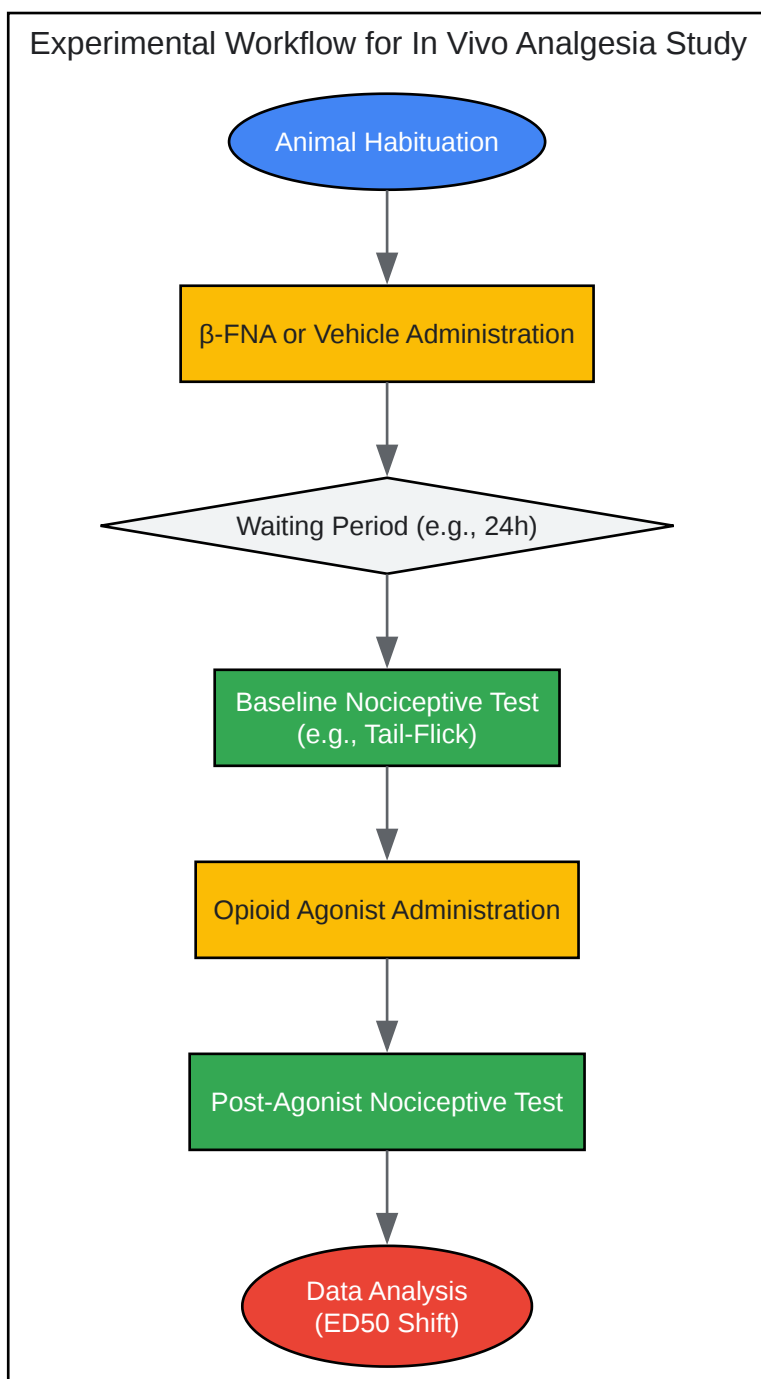 Experimental Workflow for In Vivo Analgesia Study
Animal Habituation
β-FNA or Vehicle Administration
Waiting Period (e.g., 24h)
Baseline Nociceptive Test
(e.g., Tail-Flick)
Opioid Agonist Administration
Post-Agonist Nociceptive Test
Data Analysis
(ED50 Shift)